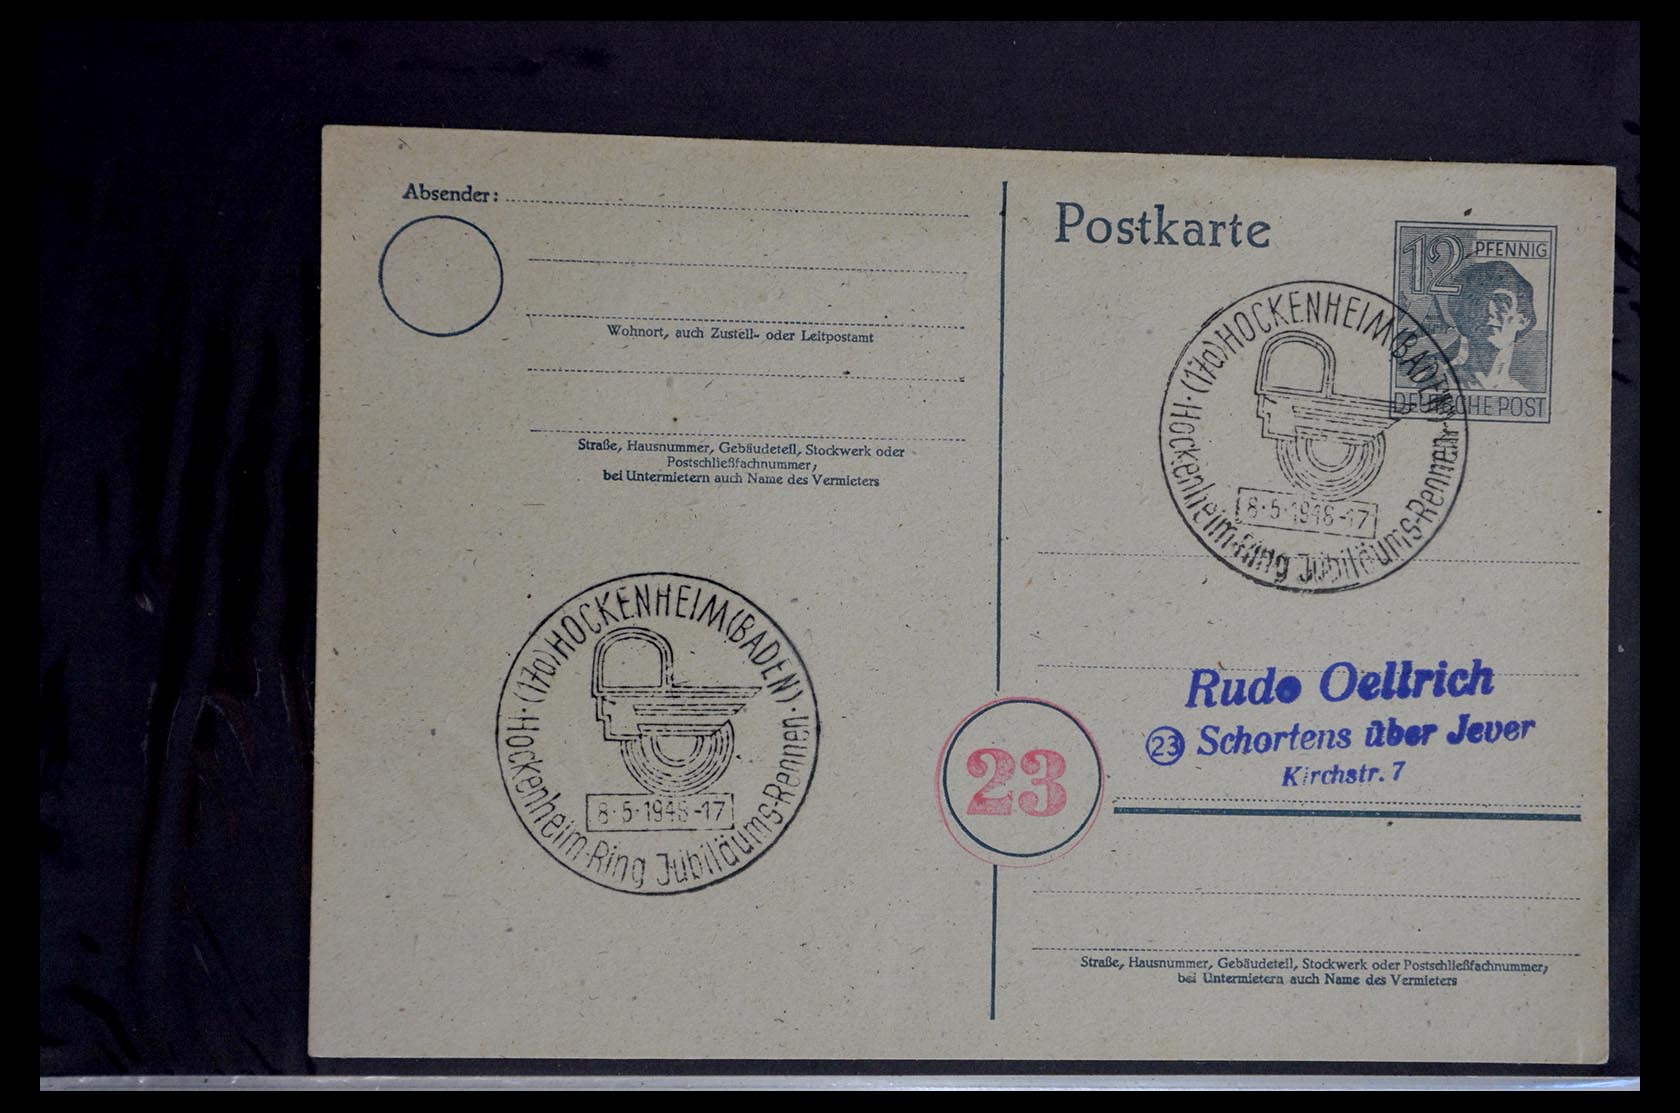 Absender:
Wohnort, auch Zustell- oder Leitpostamt
Straße, Hausnummer, Gebäudeteil, Stockwerk oder
Postschließfachnummer,
bei Untermietern auch Name des Vermieters
(17a) HOCKENHEIM (BADEN)
8·5·1948-17
Hockenheim-Ring Jubiläums-Rennen
Postkarte
12 PFENNIG
DEUTSCHE POST
(17a) HOCKENHEIM (BADEN)
8·5·1948-17
Hockenheim-Ring Jubiläums-Rennen
Rudo Oeltrich
23 Schortens über Jever
Kirchstr. 7
23
Straße, Hausnummer, Gebäudeteil, Stockwerk oder Postschließfachnummer,
bei Untermietern auch Name des Vermieters